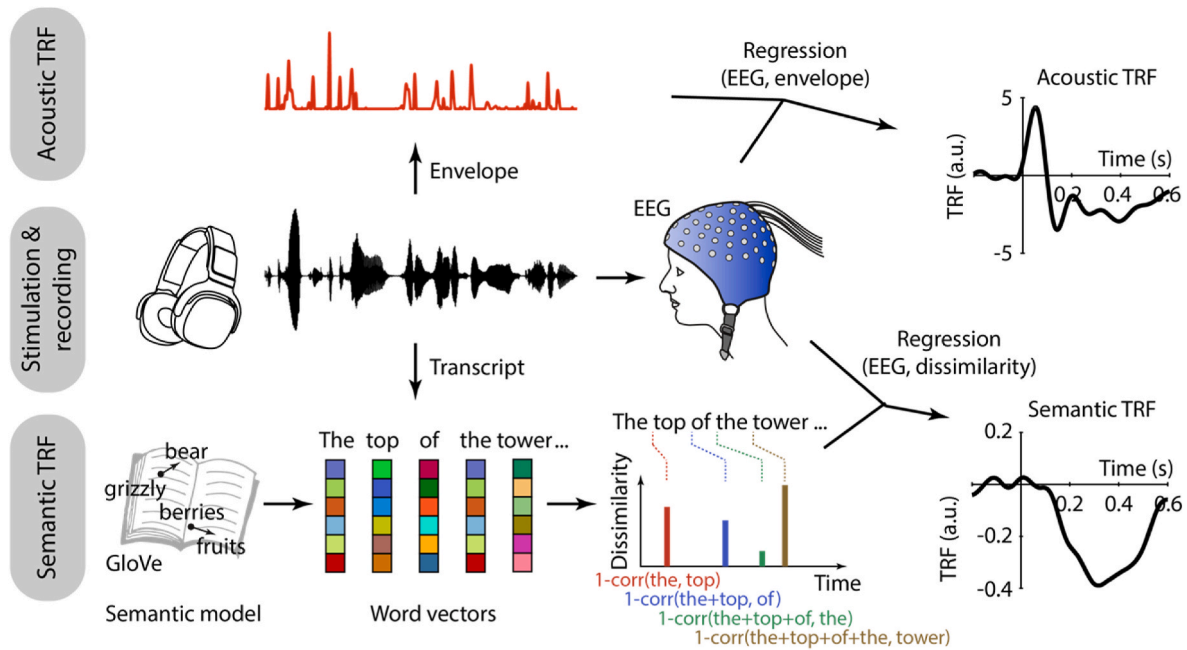 Acoustic TRF
Envelope
Regression
(EEG, envelope)
Acoustic TRF
5
TRF (a.u.)
Time (s)
0.2
0.4
0.6
-5
Stimulation &
recording
EEG
Transcript
Regression
(EEG, dissimilarity)
Semantic TRF
bear
grizzly
berries
fruits
GloVe
Semantic model
The top of the tower...
Word vectors
The top of the tower ...
Dissimilarity
Time
1-corr(the, top)
1-corr(the+top, of)
1-corr(the+top+of, the)
1-corr(the+top+of+the, tower)
Semantic TRF
0.2
TRF (a.u.)
Time (s)
0.2
0.4
0.6
-0.2
-0.4